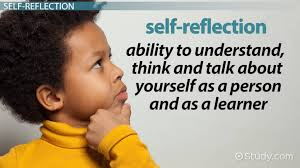 SELF-REFLECTION
self-reflection
ability to understand,
think and talk about
yourself as a person
and as a learner
Study.com